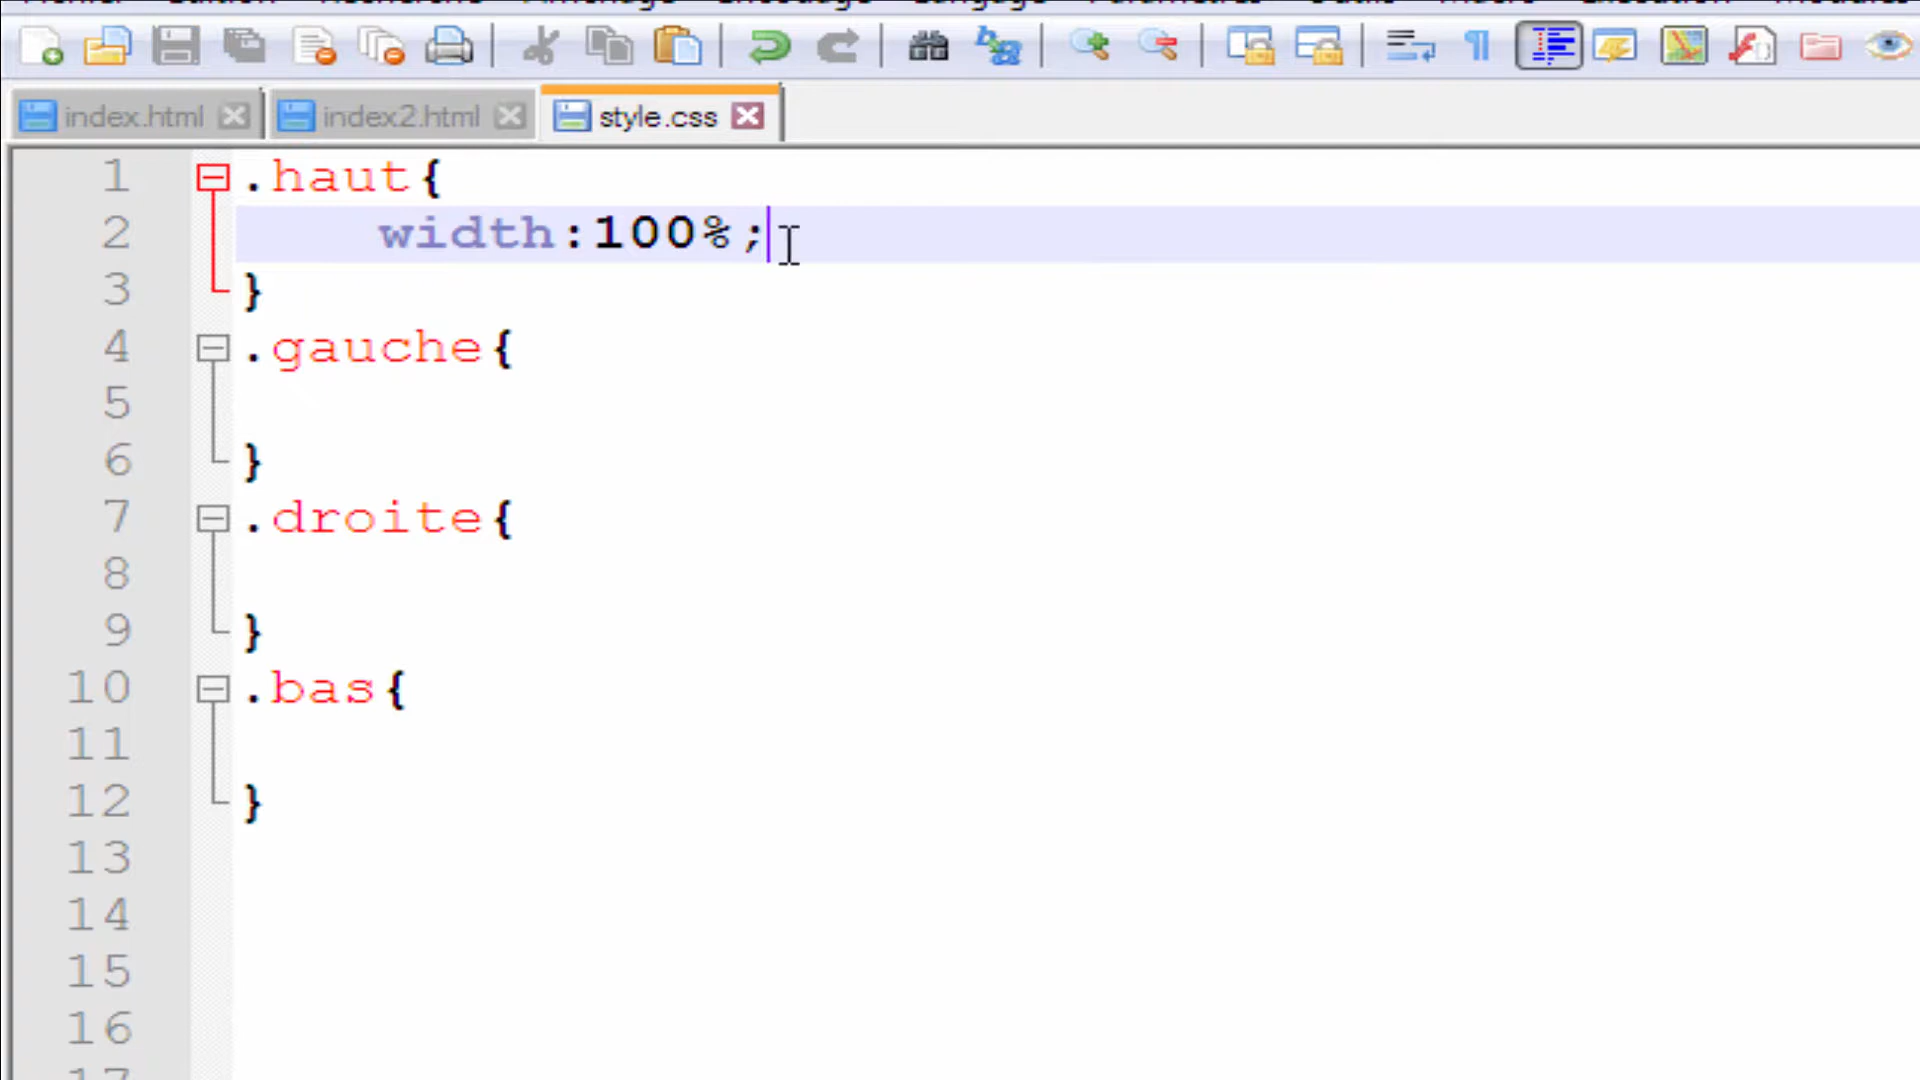 index.html
index2.html
style.css
1 .haut{
2 width:100%;
3 }
4 .gauche{
5
6 }
7 .droite{
8
9 }
10 .bas{
11
12 }
13
14
15
16
17